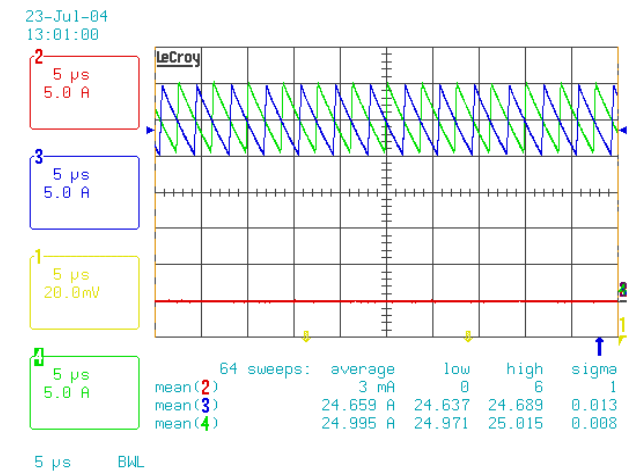 23-Jul-04
13:01:00
LeCroy
2
5 µs
5.0 A
3
5 µs
5.0 A
1
5 µs
20.0mV
4
5 µs
5.0 A
1
64 sweeps: average low high sigma
mean(2) 3 mA 0 6 1
mean(3) 24.659 A 24.637 24.689 0.013
mean(4) 24.995 A 24.971 25.015 0.008
5 µs BWL